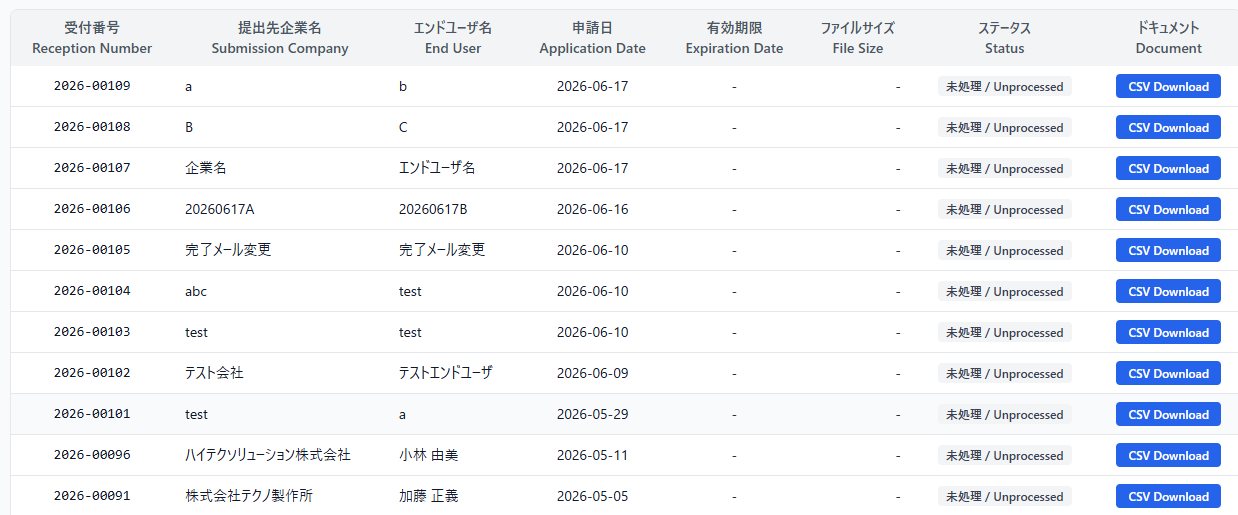 受付番号 提出先企業名 エンドユーザ名 申請日 有効期限 ファイルサイズ ステータス ドキュメント
Reception Number Submission Company End User Application Date Expiration Date File Size Status Document
2026-00109 a b 2026-06-17 - - 未処理 / Unprocessed CSV Download
2026-00108 B C 2026-06-17 - - 未処理 / Unprocessed CSV Download
2026-00107 企業名 エンドユーザ名 2026-06-17 - - 未処理 / Unprocessed CSV Download
2026-00106 20260617A 20260617B 2026-06-16 - - 未処理 / Unprocessed CSV Download
2026-00105 完了メール変更 完了メール変更 2026-06-10 - - 未処理 / Unprocessed CSV Download
2026-00104 abc test 2026-06-10 - - 未処理 / Unprocessed CSV Download
2026-00103 test test 2026-06-10 - - 未処理 / Unprocessed CSV Download
2026-00102 テスト会社 テストエンドユーザ 2026-06-09 - - 未処理 / Unprocessed CSV Download
2026-00101 test a 2026-05-29 - - 未処理 / Unprocessed CSV Download
2026-00096 ハイテクソリューション株式会社 小林 由美 2026-05-11 - - 未処理 / Unprocessed CSV Download
2026-00091 株式会社テクノ製作所 加藤 正義 2026-05-05 - - 未処理 / Unprocessed CSV Download